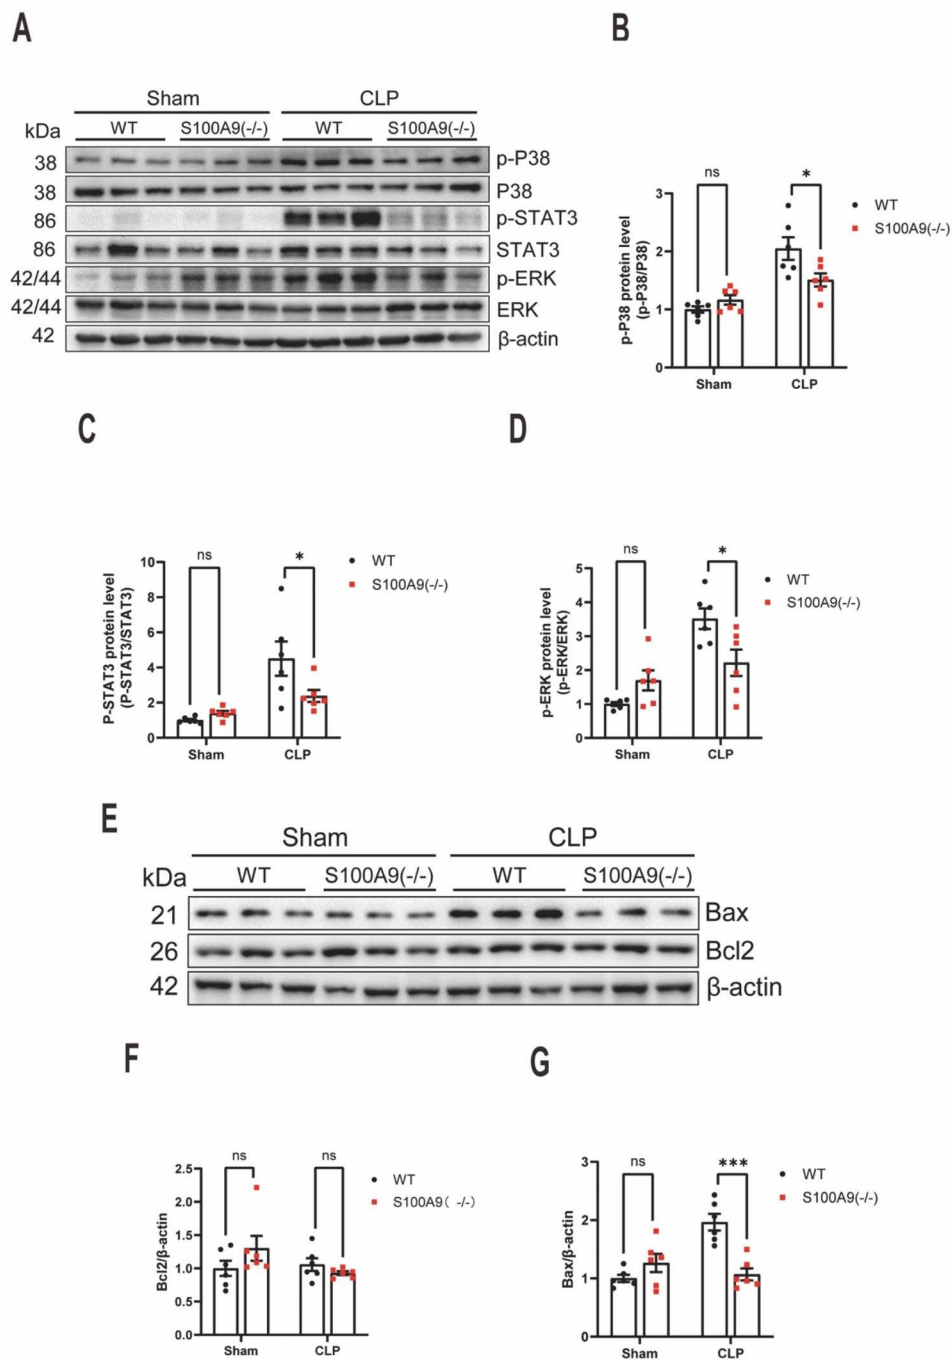 A
Sham CLP
kDa WT S100A9(-/-) WT S100A9(-/-)
38 p-P38
38 P38
86 p-STAT3
86 STAT3
42/44 p-ERK
42/44 ERK
42 β-actin
B
p-P38 protein level
(p-P38/P38)
3
2
1
0
ns
*
WT
S100A9(-/-)
Sham CLP
C
P-STAT3 protein level
(P-STAT3/STAT3)
10
8
6
4
2
0
ns
*
WT
S100A9(-/-)
Sham CLP
D
p-ERK protein level
(p-ERK/ERK)
5
4
3
2
1
0
ns
*
WT
S100A9(-/-)
Sham CLP
E
Sham CLP
kDa WT S100A9(-/-) WT S100A9(-/-)
21 Bax
26 Bcl2
42 β-actin
F
Bcl2/β-actin
2.5
2.0
1.5
1.0
0.5
0.0
ns
ns
WT
S100A9( -/-)
Sham CLP
G
Bax/β-actin
3
2
1
0
ns
***
WT
S100A9(-/-)
Sham CLP